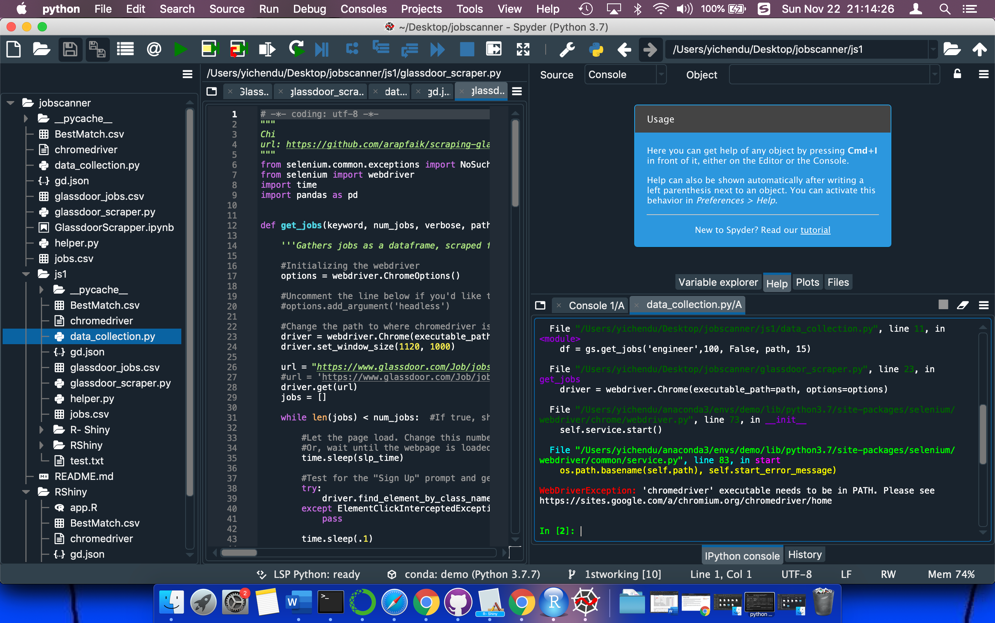 python File Edit Search Source Run Debug Consoles Projects Tools View Help 100% Sun Nov 22 21:14:26
~/Desktop/jobscanner - Spyder (Python 3.7)
/Users/yichendu/Desktop/jobscanner/js1
jobscanner
__pycache__
BestMatch.csv
chromedriver
data_collection.py
gd.json
glassdoor_jobs.csv
glassdoor_scraper.py
GlassdoorScrapper.ipynb
helper.py
jobs.csv
js1
__pycache__
BestMatch.csv
chromedriver
data_collection.py
gd.json
glassdoor_jobs.csv
glassdoor_scraper.py
helper.py
jobs.csv
R- Shiny
RShiny
test.txt
README.md
RShiny
app.R
BestMatch.csv
chromedriver
gd.json
/Users/yichendu/Desktop/jobscanner/js1/glassdoor_scraper.py
Glass.. glassdoor_scra.. dat... gd.j.. glassd..
1 # -*- coding: utf-8 -*-
2 """
3 Chi
4 url: https://github.com/arapfaik/scraping-gla
5 """
6 from selenium.common.exceptions import NoSuch
7 from selenium import webdriver
8 import time
9 import pandas as pd
10
11
12 def get_jobs(keyword, num_jobs, verbose, path
13
14 '''Gathers jobs as a dataframe, scraped f
15
16 #Initializing the webdriver
17 options = webdriver.ChromeOptions()
18
19 #Uncomment the line below if you'd like t
20 #options.add_argument('headless')
21
22 #Change the path to where chromedriver is
23 driver = webdriver.Chrome(executable_path
24 driver.set_window_size(1120, 1000)
25
26 url = "https://www.glassdoor.com/Job/jobs
27 #url = 'https://www.glassdoor.com/Job/job
28 driver.get(url)
29 jobs = []
30
31 while len(jobs) < num_jobs: #If true, sh
32
33 #Let the page load. Change this numbe
34 #Or, wait until the webpage is loaded
35 time.sleep(slp_time)
36
37 #Test for the "Sign Up" prompt and ge
38 try:
39 driver.find_element_by_class_name
40 except ElementClickInterceptedExcepti
41 pass
42
43 time.sleep(.1)
Source Console Object
Usage
Here you can get help of any object by pressing Cmd+I
in front of it, either on the Editor or the Console.
Help can also be shown automatically after writing a
left parenthesis next to an object. You can activate this
behavior in Preferences > Help.
New to Spyder? Read our tutorial
Variable explorer Help Plots Files
Console 1/A data_collection.py/A
File "/Users/yichendu/Desktop/jobscanner/js1/data_collection.py", line 11, in
<module>
df = gs.get_jobs('engineer',100, False, path, 15)
File "/Users/yichendu/Desktop/jobscanner/glassdoor_scraper.py", line 23, in
get_jobs
driver = webdriver.Chrome(executable_path=path, options=options)
File "/Users/yichendu/anaconda3/envs/demo/lib/python3.7/site-packages/selenium/
webdriver/chrome/webdriver.py", line 73, in __init__
self.service.start()
File "/Users/yichendu/anaconda3/envs/demo/lib/python3.7/site-packages/selenium/
webdriver/common/service.py", line 83, in start
os.path.basename(self.path), self.start_error_message)
WebDriverException: 'chromedriver' executable needs to be in PATH. Please see
https://sites.google.com/a/chromium.org/chromedriver/home
In [2]:
IPython console History
LSP Python: ready conda: demo (Python 3.7.7) 1stworking [10] Line 1, Col 1 UTF-8 LF RW Mem 74%